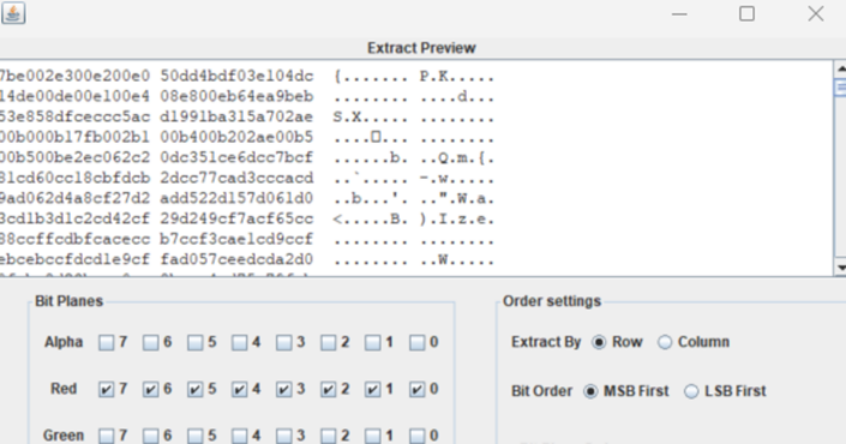 Extract Preview
7be002e300e200e0 50dd4bdf03e104dc {....... P.K.....
14de00de00e100e4 08e800eb64ea9beb ........ ....d...
53e858dfceccc5ac d1991ba315a702ae S.X..... ........
00b000b17fb002b1 00b400b202ae00b5 ....□... ........
00b500be2ec062c2 0dc351ce6dcc7bcf ......b. ..Q.m.{.
81cd60cc18cbfdcb 2dcc77cad3cccacd ..`..... -.w.....
9ad062d4a8cf27d2 add522d157d061d0 ..b...'. ..".W.a.
3cd1b3d1c2cd42cf 29d249cf7acf65cc <.....B. ).I.z.e.
88ccffcdbfcacecc b7ccf3cae1cd9ccf ........ ........
ebcebccfdcd1e9cf ffad057ceedcda2d0 ........ ..W.....
Bit Planes
Order settings
Alpha 7 6 5 4 3 2 1 0
Extract By Row Column
Red 7 6 5 4 3 2 1 0
Bit Order MSB First LSB First
Green 7 6 5 4 3 2 1 0